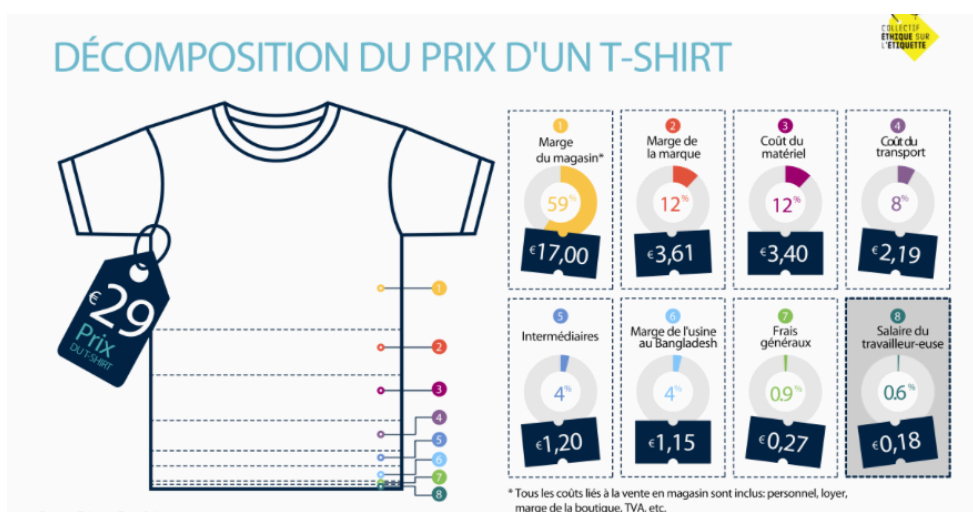 COLLECTIF
ÉTHIQUE SUR
L'ETIQUETTE
DÉCOMPOSITION DU PRIX D'UN T-SHIRT
€29
Prix
DU T-SHIRT
1
2
3
4
5
6
7
8
1
Marge
du magasin*
59%
€17,00
2
Marge de
la marque
12%
€3,61
3
Coût du
matériel
12%
€3,40
4
Coût du
transport
8%
€2,19
5
Intermédiaires
4%
€1,20
6
Marge de l'usine
au Bangladesh
4%
€1,15
7
Frais
généraux
0.9%
€0,27
8
Salaire du
travailleur-euse
0.6%
€0,18
* Tous les coûts liés à la vente en magasin sont inclus: personnel, loyer,
marge de la boutique, TVA, etc.